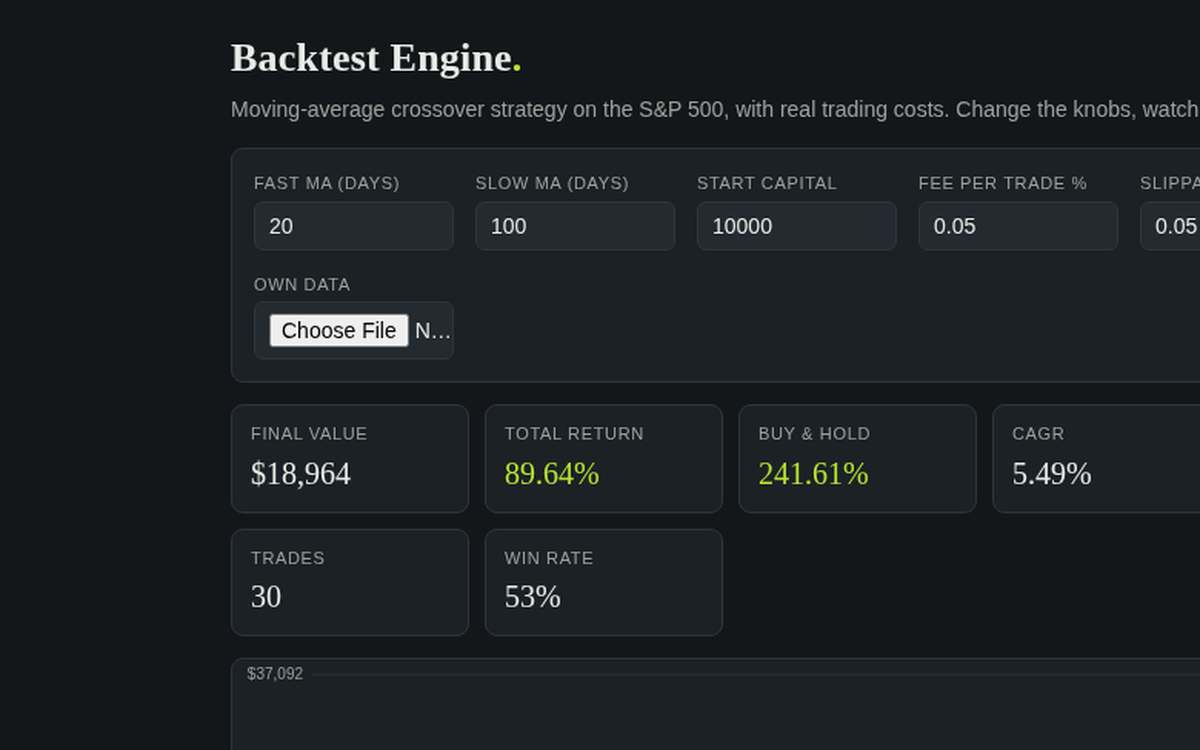 Backtest Engine.
Moving-average crossover strategy on the S&P 500, with real trading costs. Change the knobs, watch
FAST MA (DAYS)
SLOW MA (DAYS)
START CAPITAL
FEE PER TRADE %
SLIPPA
20
100
10000
0.05
0.05
OWN DATA
Choose File N...
FINAL VALUE
TOTAL RETURN
BUY & HOLD
CAGR
$18,964
89.64%
241.61%
5.49%
TRADES
WIN RATE
30
53%
$37,092